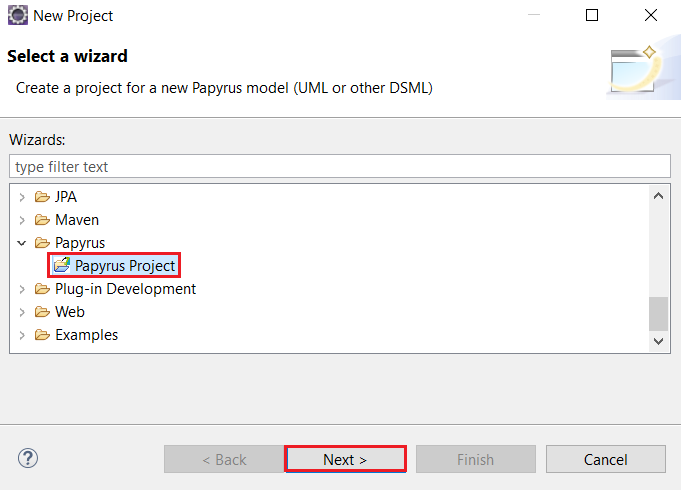 New Project
Select a wizard
Create a project for a new Papyrus model (UML or other DSML)
Wizards:
type filter text
JPA
Maven
Papyrus
Papyrus Project
Plug-in Development
Web
Examples
? < Back Next > Finish Cancel